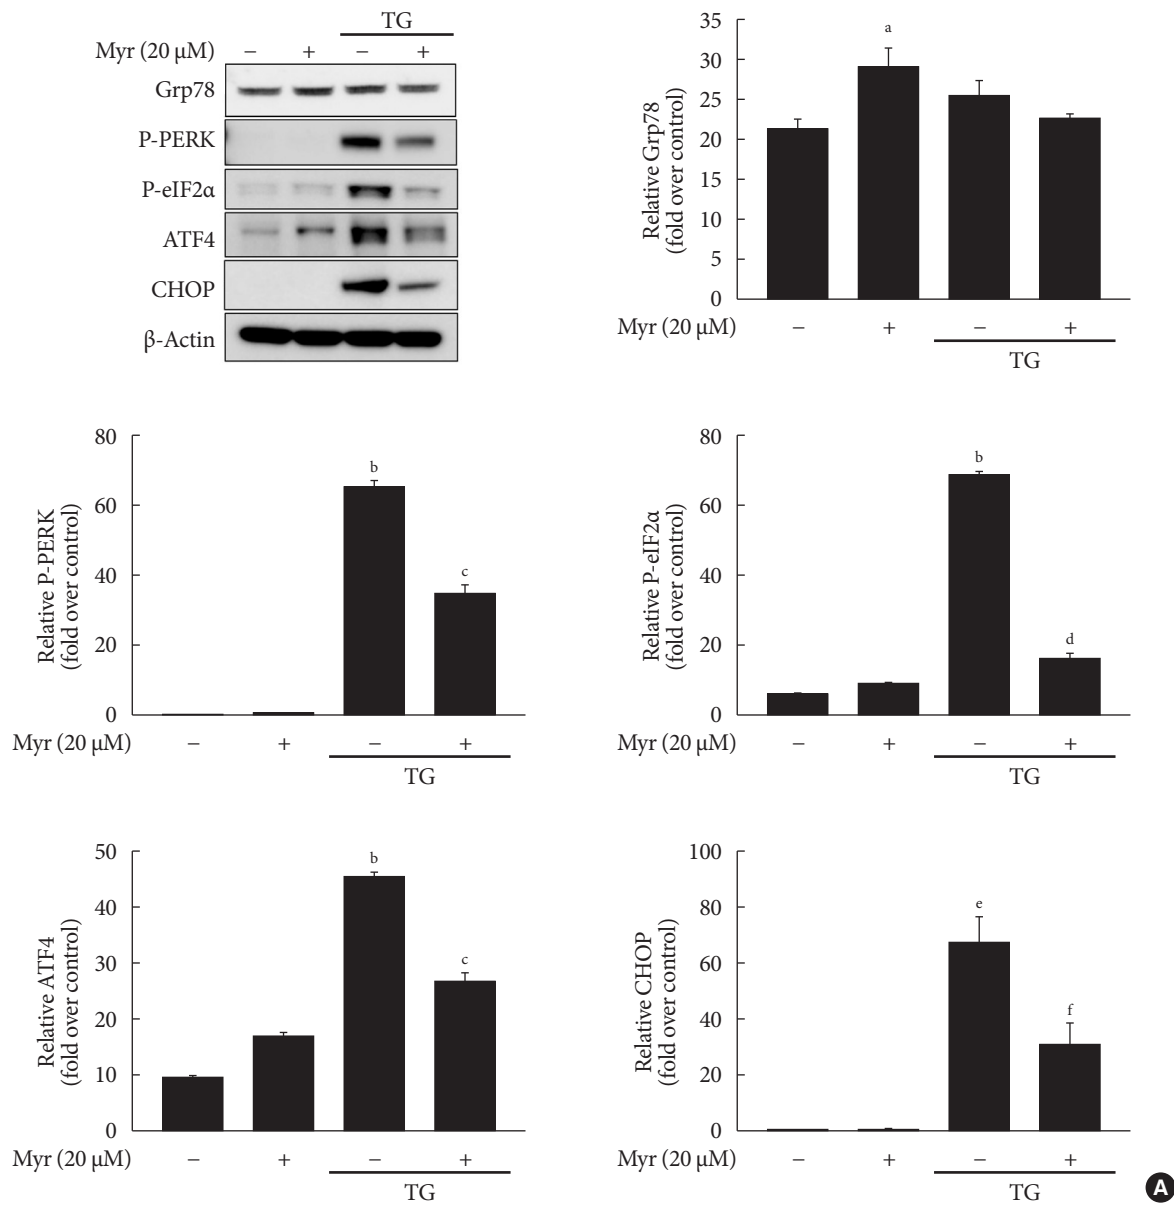 TG
Myr (20 μM) − + − +
Grp78
P-PERK
P-eIF2α
ATF4
CHOP
β-Actin
Relative Grp78
(fold over control)
35
30
25
20
15
10
5
0
a
Myr (20 μM) − + − +
TG
Relative P-PERK
(fold over control)
80
60
40
20
0
b
c
Myr (20 μM) − + − +
TG
Relative P-eIF2α
(fold over control)
80
60
40
20
0
b
d
Myr (20 μM) − + − +
TG
Relative ATF4
(fold over control)
50
40
30
20
10
0
b
c
Myr (20 μM) − + − +
TG
Relative CHOP
(fold over control)
100
80
60
40
20
0
e
f
Myr (20 μM) − + − +
TG
A